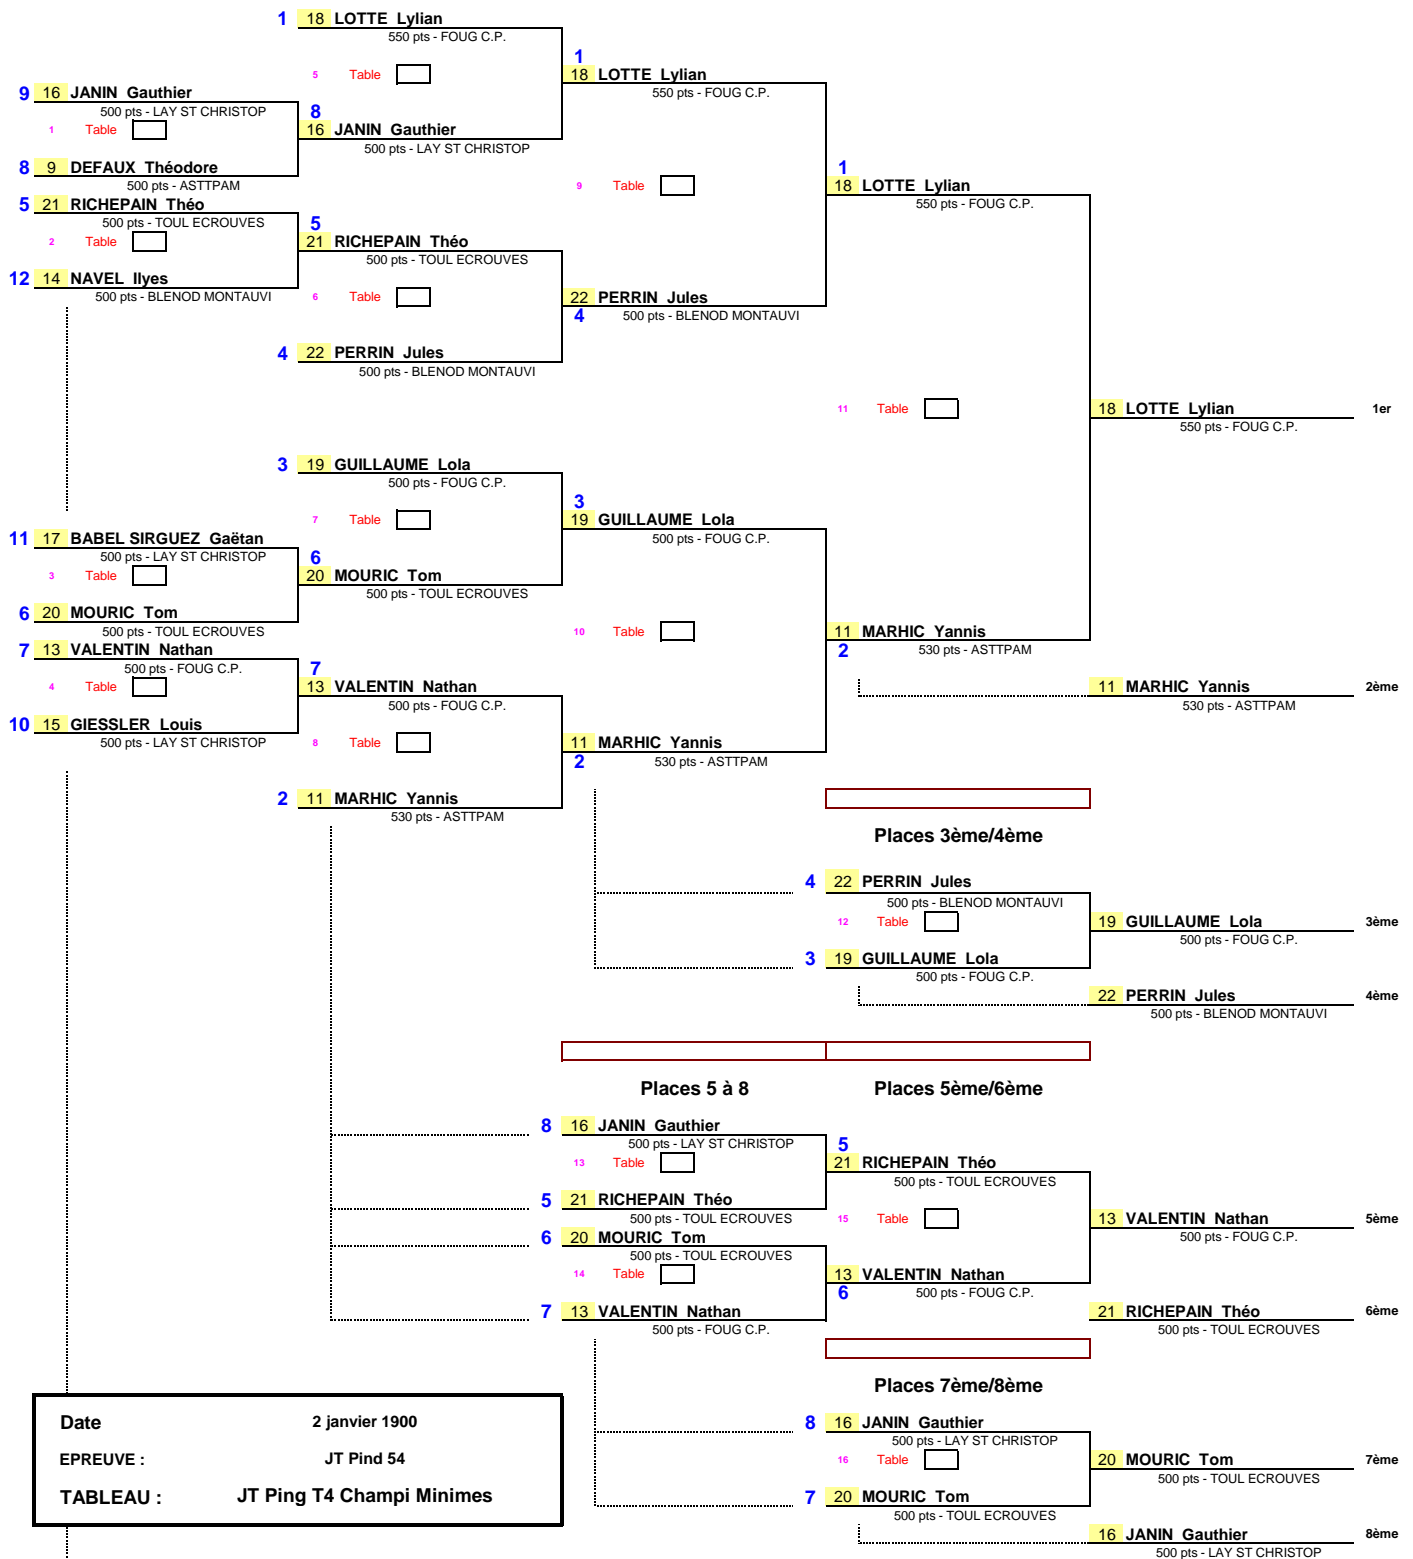 1 18 LOTTE Lylian
550 pts - FOUG C.P.
1
5 Table
18 LOTTE Lylian
9 16 JANIN Gauthier
550 pts - FOUG C.P.
500 pts - LAY ST CHRISTOP
8
1 Table
16 JANIN Gauthier
500 pts - LAY ST CHRISTOP
8 9 DEFAUX Théodore
1
500 pts - ASTTPAM
9 Table
18 LOTTE Lylian
5 21 RICHEPAIN Théo
550 pts - FOUG C.P.
500 pts - TOUL ECROUVES
5
2 Table
21 RICHEPAIN Théo
500 pts - TOUL ECROUVES
12 14 NAVEL Ilyes
500 pts - BLENOD MONTAUVI
6 Table
22 PERRIN Jules
4
500 pts - BLENOD MONTAUVI
4 22 PERRIN Jules
500 pts - BLENOD MONTAUVI
11 Table
18 LOTTE Lylian
1er
550 pts - FOUG C.P.
3 19 GUILLAUME Lola
500 pts - FOUG C.P.
3
7 Table
19 GUILLAUME Lola
11 17 BABEL SIRGUEZ Gaëtan
500 pts - FOUG C.P.
500 pts - LAY ST CHRISTOP
6
3 Table
20 MOURIC Tom
500 pts - TOUL ECROUVES
6 20 MOURIC Tom
500 pts - TOUL ECROUVES
10 Table
11 MARHIC Yannis
7 13 VALENTIN Nathan
2
530 pts - ASTTPAM
500 pts - FOUG C.P.
7
4 Table
13 VALENTIN Nathan
11 MARHIC Yannis
2ème
500 pts - FOUG C.P.
530 pts - ASTTPAM
10 15 GIESSLER Louis
500 pts - LAY ST CHRISTOP
8 Table
11 MARHIC Yannis
2
530 pts - ASTTPAM
2 11 MARHIC Yannis
530 pts - ASTTPAM
Places 3ème/4ème
4 22 PERRIN Jules
500 pts - BLENOD MONTAUVI
12 Table
19 GUILLAUME Lola
3ème
500 pts - FOUG C.P.
3 19 GUILLAUME Lola
500 pts - FOUG C.P.
22 PERRIN Jules
4ème
500 pts - BLENOD MONTAUVI
Places 5 à 8
Places 5ème/6ème
8 16 JANIN Gauthier
500 pts - LAY ST CHRISTOP
5
13 Table
21 RICHEPAIN Théo
500 pts - TOUL ECROUVES
5 21 RICHEPAIN Théo
500 pts - TOUL ECROUVES
15 Table
13 VALENTIN Nathan
5ème
6 20 MOURIC Tom
500 pts - FOUG C.P.
500 pts - TOUL ECROUVES
14 Table
13 VALENTIN Nathan
6
500 pts - FOUG C.P.
7 13 VALENTIN Nathan
21 RICHEPAIN Théo
6ème
500 pts - FOUG C.P.
500 pts - TOUL ECROUVES
Places 7ème/8ème
8 16 JANIN Gauthier
500 pts - LAY ST CHRISTOP
16 Table
20 MOURIC Tom
7ème
500 pts - TOUL ECROUVES
7 20 MOURIC Tom
500 pts - TOUL ECROUVES
16 JANIN Gauthier
8ème
500 pts - LAY ST CHRISTOP
Date 2 janvier 1900
EPREUVE : JT Pind 54
TABLEAU : JT Ping T4 Champi Minimes